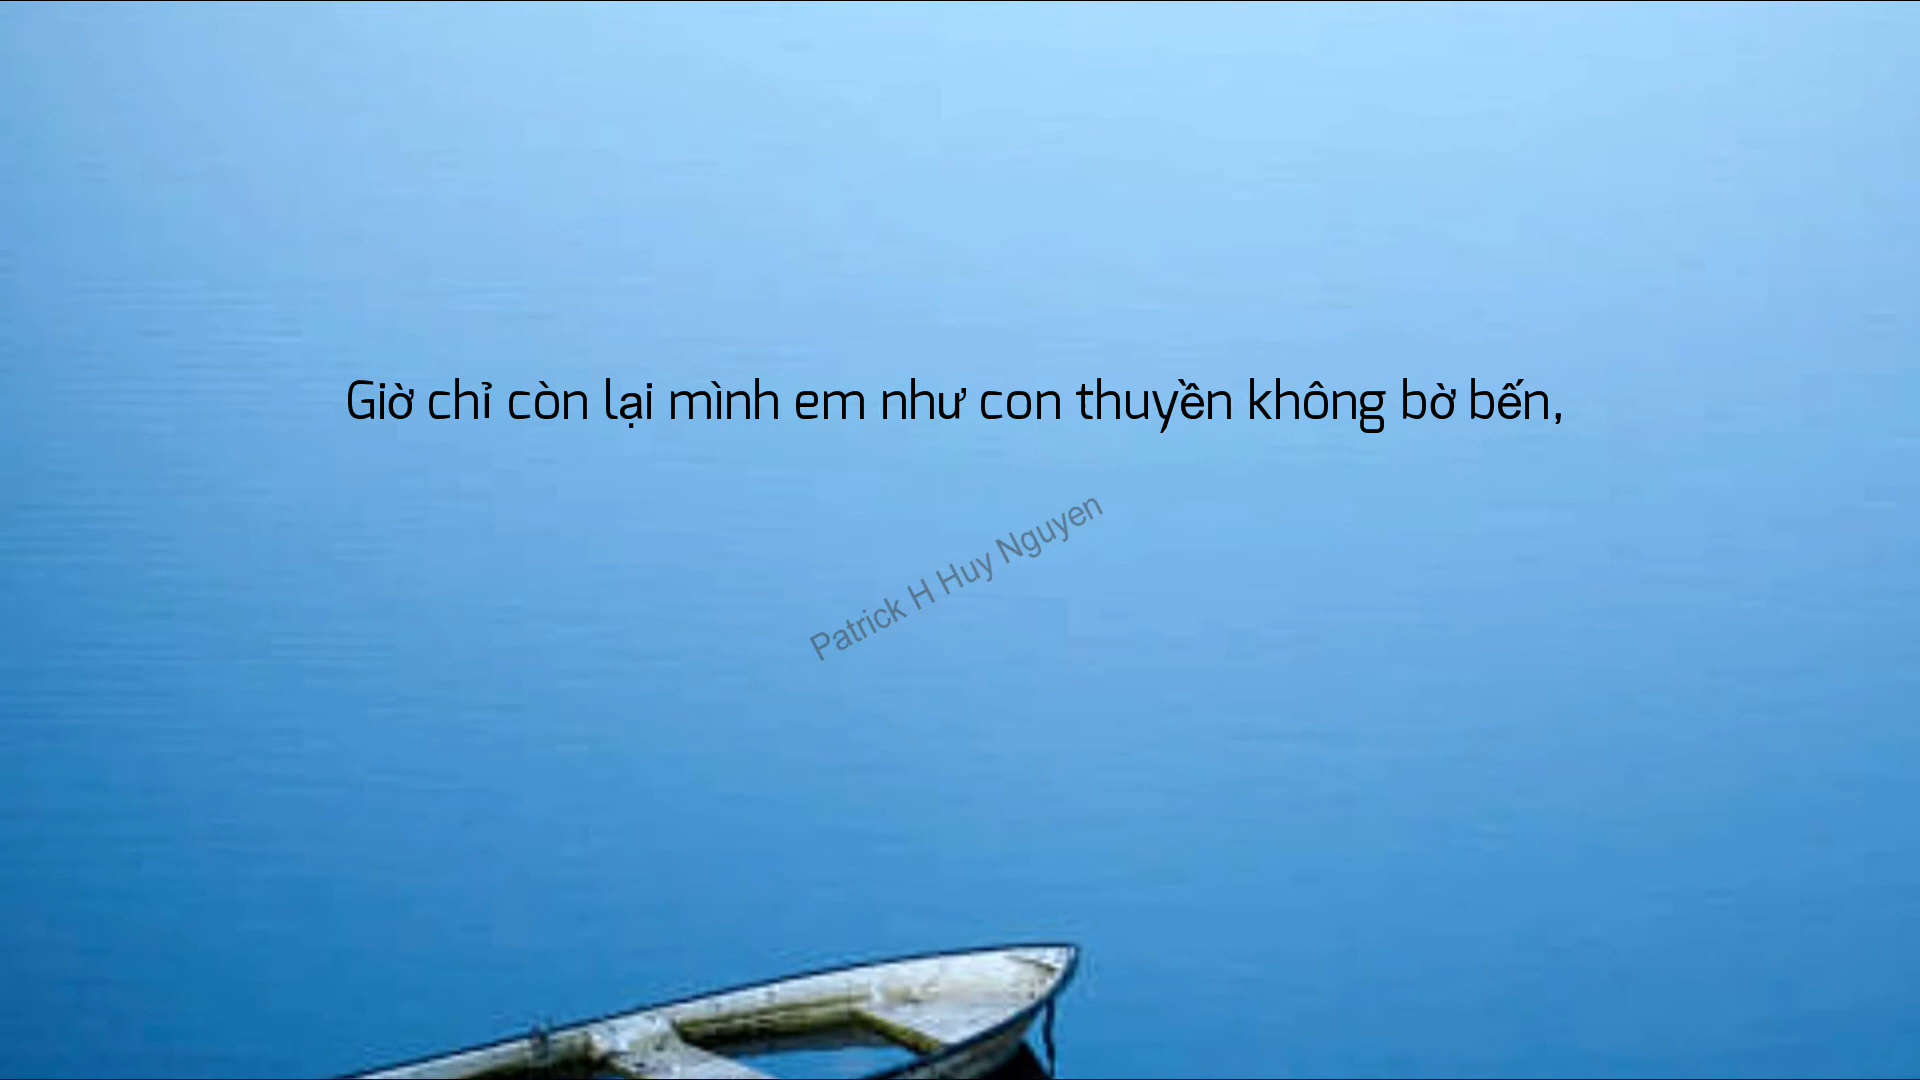 Giờ chỉ còn lại mình em như con thuyền không bờ bến,
Patrick H Huy Nguyen